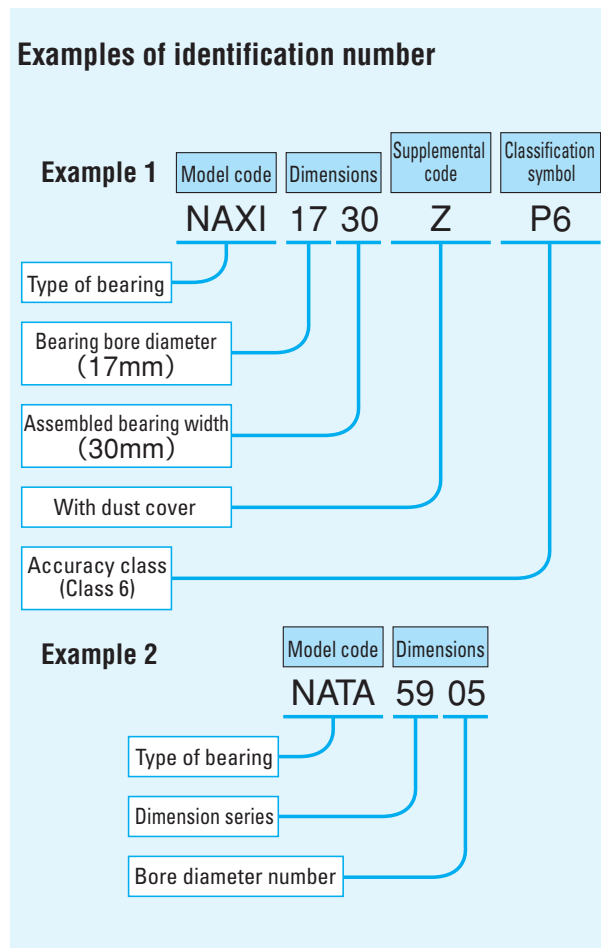 Examples of identification number
Example 1
Model code
Dimensions
Supplemental
code
Classification
symbol
NAXI 17 30 Z P6
Type of bearing
Bearing bore diameter
(17mm)
Assembled bearing width
(30mm)
With dust cover
Accuracy class
(Class 6)
Example 2
Model code
Dimensions
NATA 59 05
Type of bearing
Dimension series
Bore diameter number